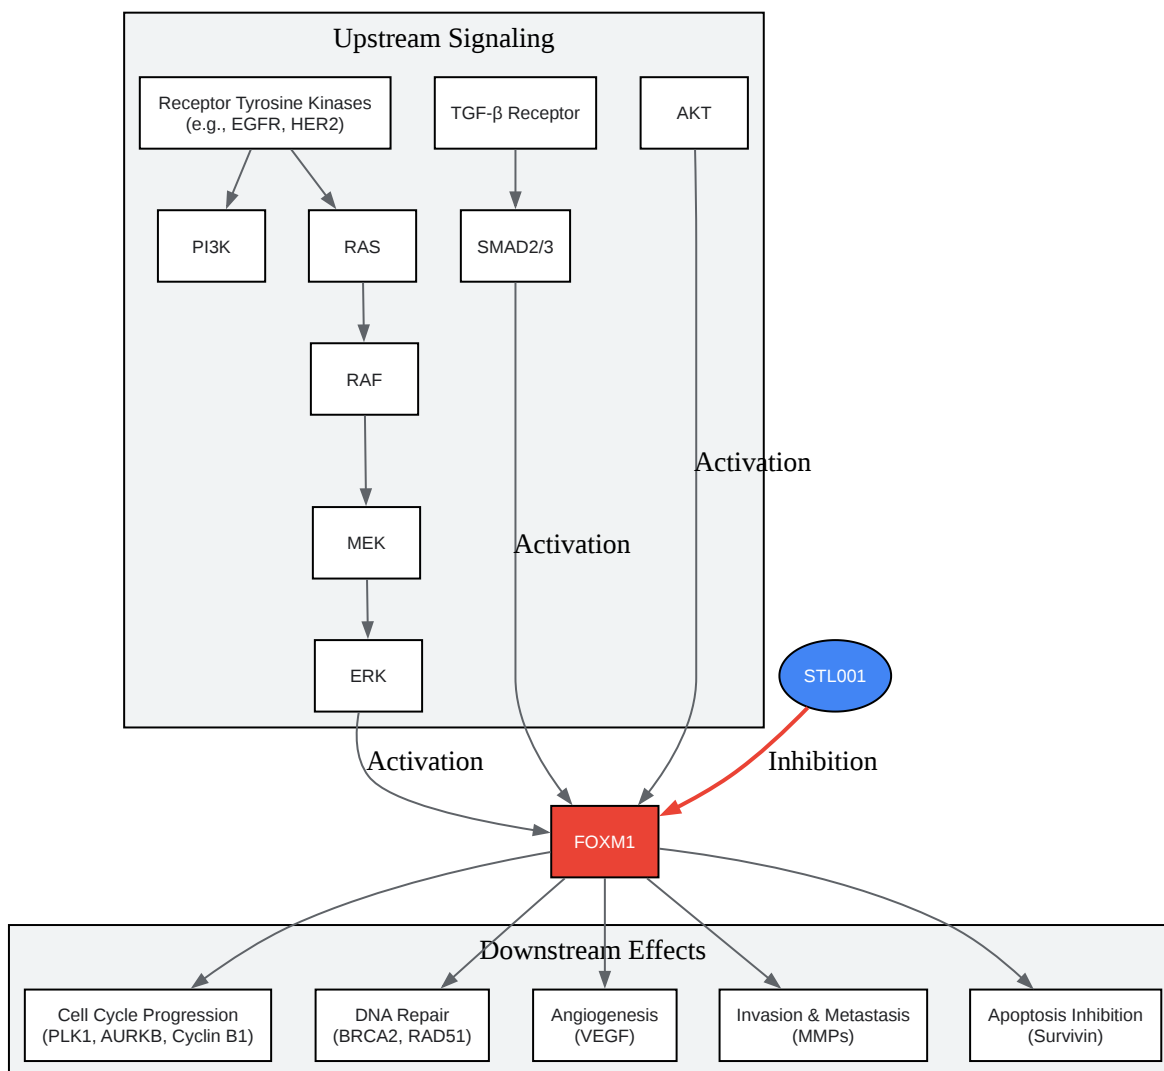 Upstream Signaling
Receptor Tyrosine Kinases
(e.g., EGFR, HER2)
TGF-β Receptor
AKT
PI3K
RAS
SMAD2/3
RAF
Activation
MEK
Activation
ERK
STL001
Activation
Inhibition
FOXM1
Downstream Effects
Cell Cycle Progression
(PLK1, AURKB, Cyclin B1)
DNA Repair
(BRCA2, RAD51)
Angiogenesis
(VEGF)
Invasion & Metastasis
(MMPs)
Apoptosis Inhibition
(Survivin)